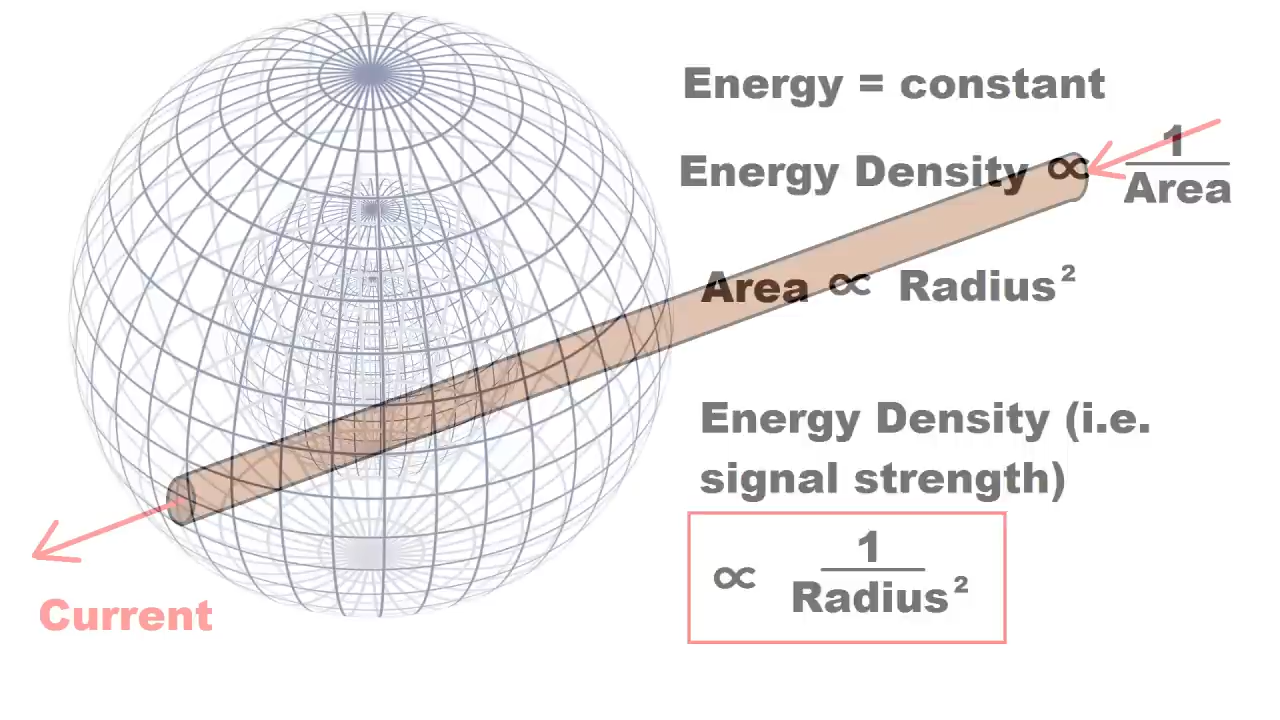 Energy = constant
Energy Density ∝ 1
Area
Area ∝ Radius²
Energy Density (i.e.
signal strength)
∝ 1
Radius²
Current